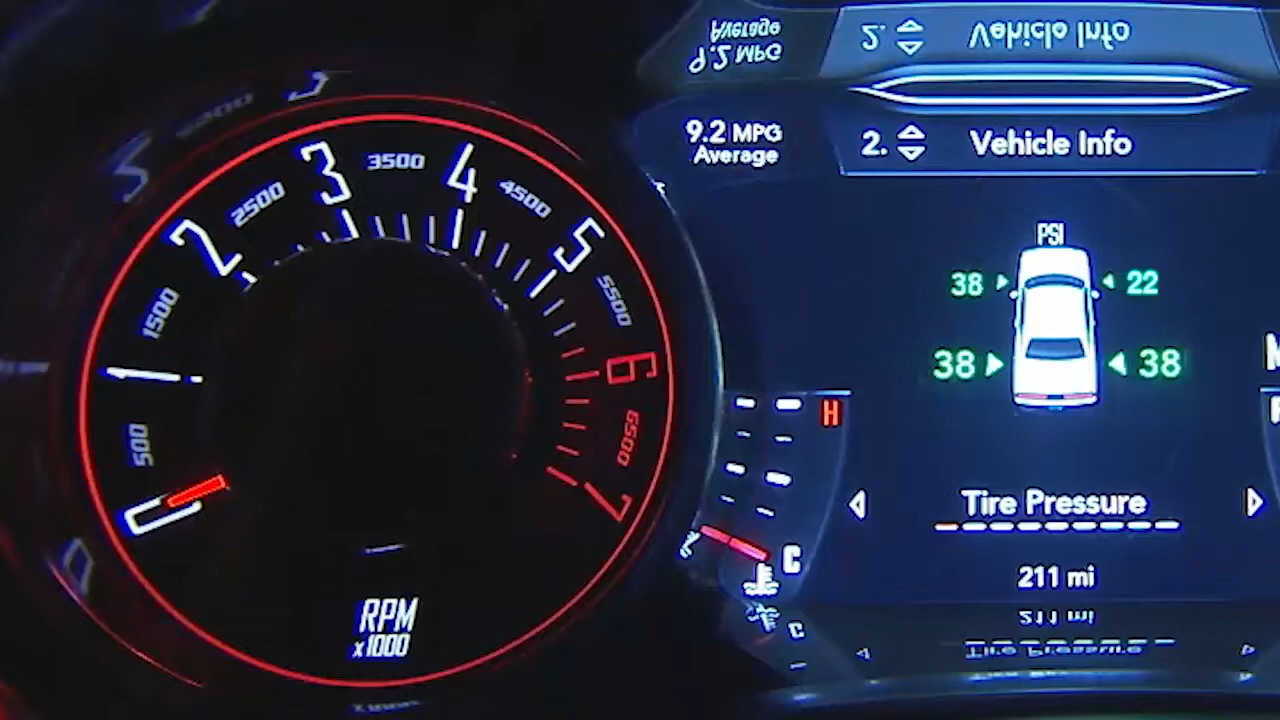 9.2 MPG
Average
2. Vehicle Info
PSI
38 22
38 38
Tire Pressure
211 mi
H
C
0
500
1
1500
2
2500
3
3500
4
4500
5
5500
6
6500
7
RPM
x1000